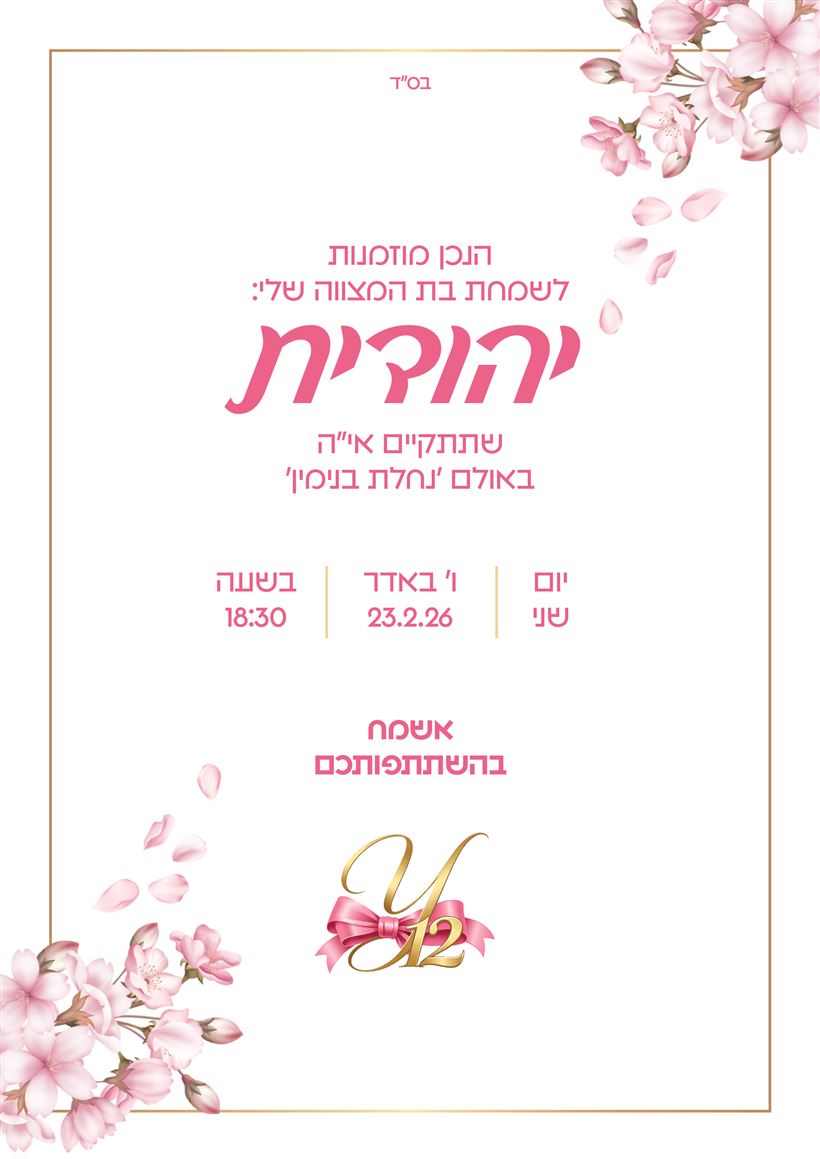 בס"ד
הנכן מוזמנות
לשמחת בת המצווה שלי:
יהודית
שתתקיים אי"ה
באולם 'נחלת בנימין'
יום
שני
ו' באדר
23.2.26
בשעה
18:30
אשמח
בהשתתפותכם
y
12